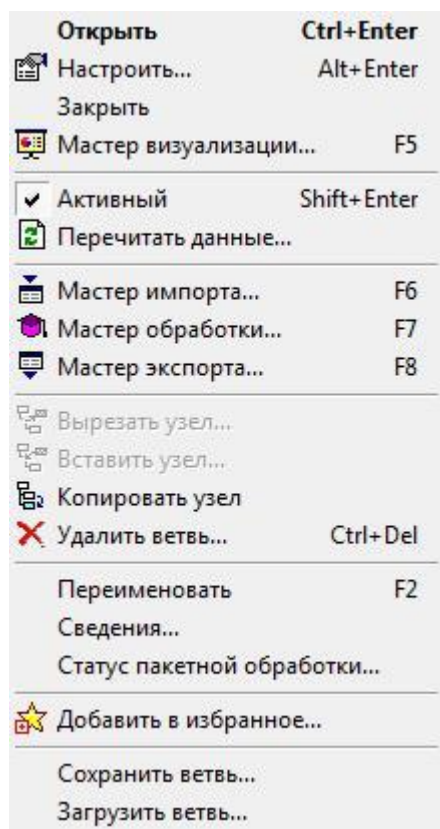 Открыть Ctrl+Enter
Настроить... Alt+Enter
Закрыть
Мастер визуализации... F5
Активный Shift+Enter
Перечитать данные...
Мастер импорта... F6
Мастер обработки... F7
Мастер экспорта... F8
Вырезать узел...
Вставить узел...
Копировать узел
Удалить ветвь... Ctrl+Del
Переименовать F2
Сведения...
Статус пакетной обработки...
Добавить в избранное...
Сохранить ветвь...
Загрузить ветвь...